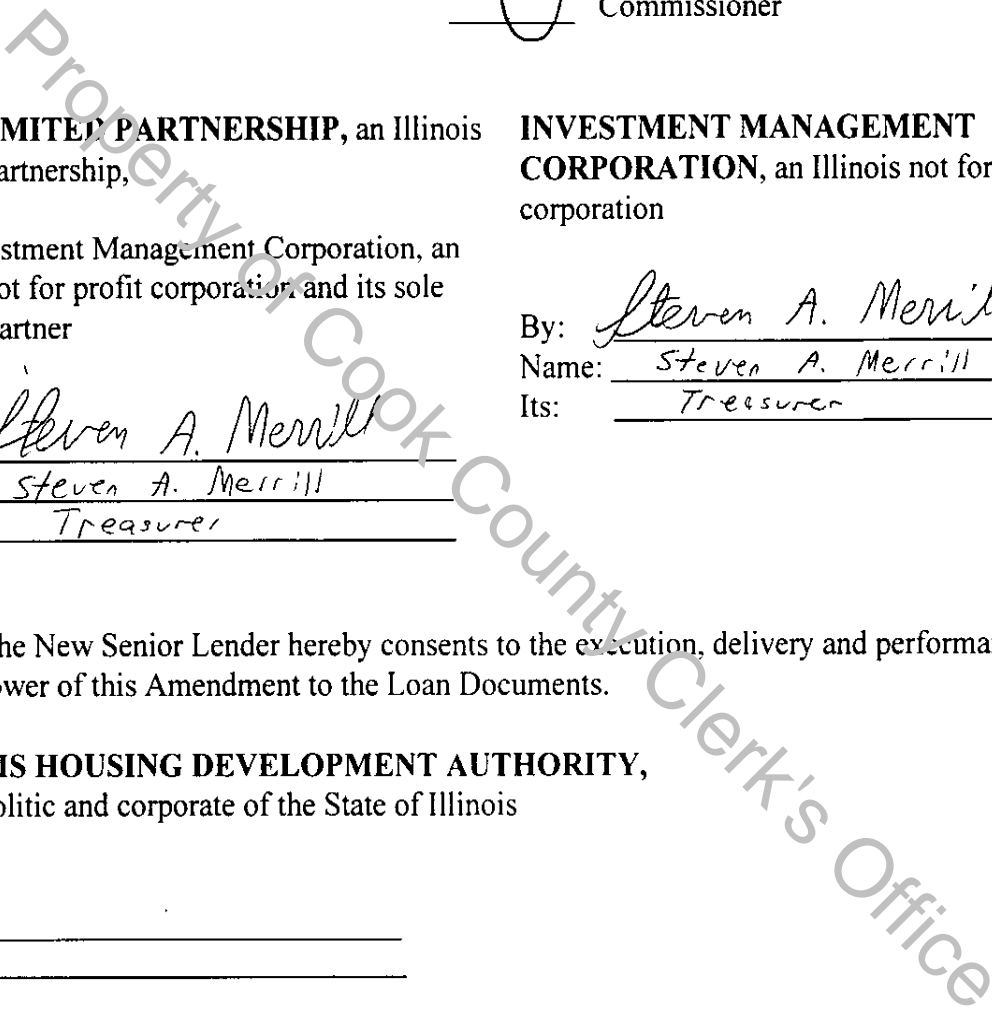 Commissioner
MITED PARTNERSHIP, an Illinois
artnership,
stment Management Corporation, an
ot for profit corporation and its sole
artner
Steven A. Merrill
Steven A. Merrill
Treasurer
INVESTMENT MANAGEMENT
CORPORATION, an Illinois not for
corporation
By: Steven A. Merrill
Name: Steven A. Merrill
Its: Treasurer
he New Senior Lender hereby consents to the execution, delivery and performa
ower of this Amendment to the Loan Documents.
IS HOUSING DEVELOPMENT AUTHORITY,
olitic and corporate of the State of Illinois
Property of Cook County Clerk's Office